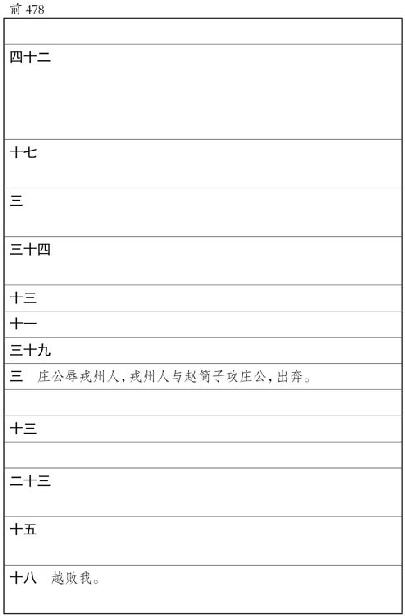 前 478
四十二
十七
三
三十四
十三
十一
三十九
三 庄公辱戎州人，戎州人与赵简子攻庄公，出奔。
十三
二十三
十五
十八 越败我。